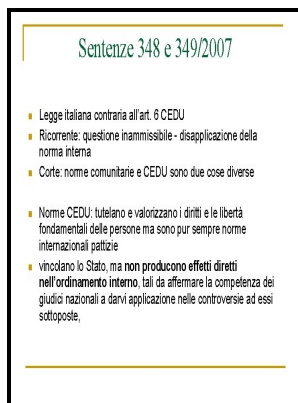 Sentenze 348 e 349/2007
Legge italiana contraria all'art. 6 CEDU
Ricorrente: questione inammissibile - disapplicazione della
norma interna
Corte: norme comunitarie e CEDU sono due cose diverse
Norme CEDU: tutelano e valorizzano i diritti e le libertà
fondamentali delle persone ma sono pur sempre norme
internazionali pattizie
vincolano lo Stato, ma non producono effetti diretti
nell'ordinamento interno, tali da affermare la competenza dei
giudici nazionali a darvi applicazione nelle controversie ad essi
sottoposte,